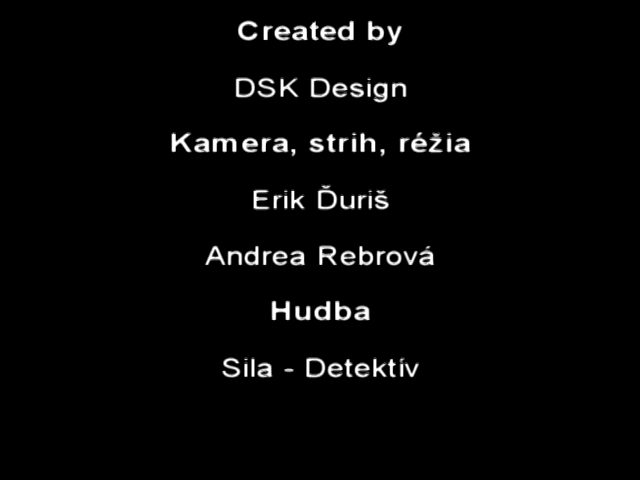 Created by
DSK Design
Kamera, strih, réžia
Erik Ďuriš
Andrea Rebrová
Hudba
Sila - Detektív